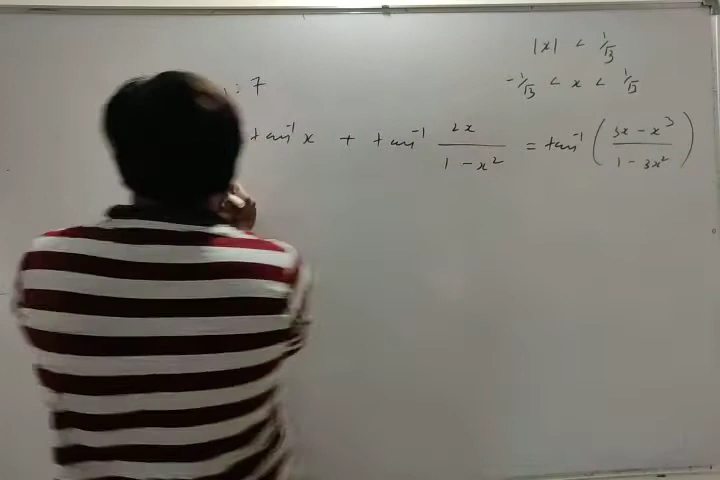 |x| < 1/√3
: 7
-1/√3 < x < 1/√3
tan⁻¹ x + tan⁻¹ 2x/(1 - x²) = tan⁻¹ ((3x - x³)/(1 - 3x²))